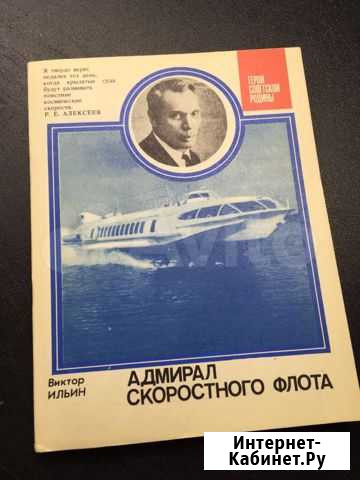 Я твердо верю:
недалек тот день,
когда крылатые суда
будут развивать
поистине
космические
скорости.
Р. Е. АЛЕКСЕЕВ
ГЕРОИ
СОВЕТСКОЙ
РОДИНЫ
Avito
Виктор
ИЛЬИН
АДМИРАЛ
СКОРОСТНОГО ФЛОТА
Интернет-
Кабинет.Ру